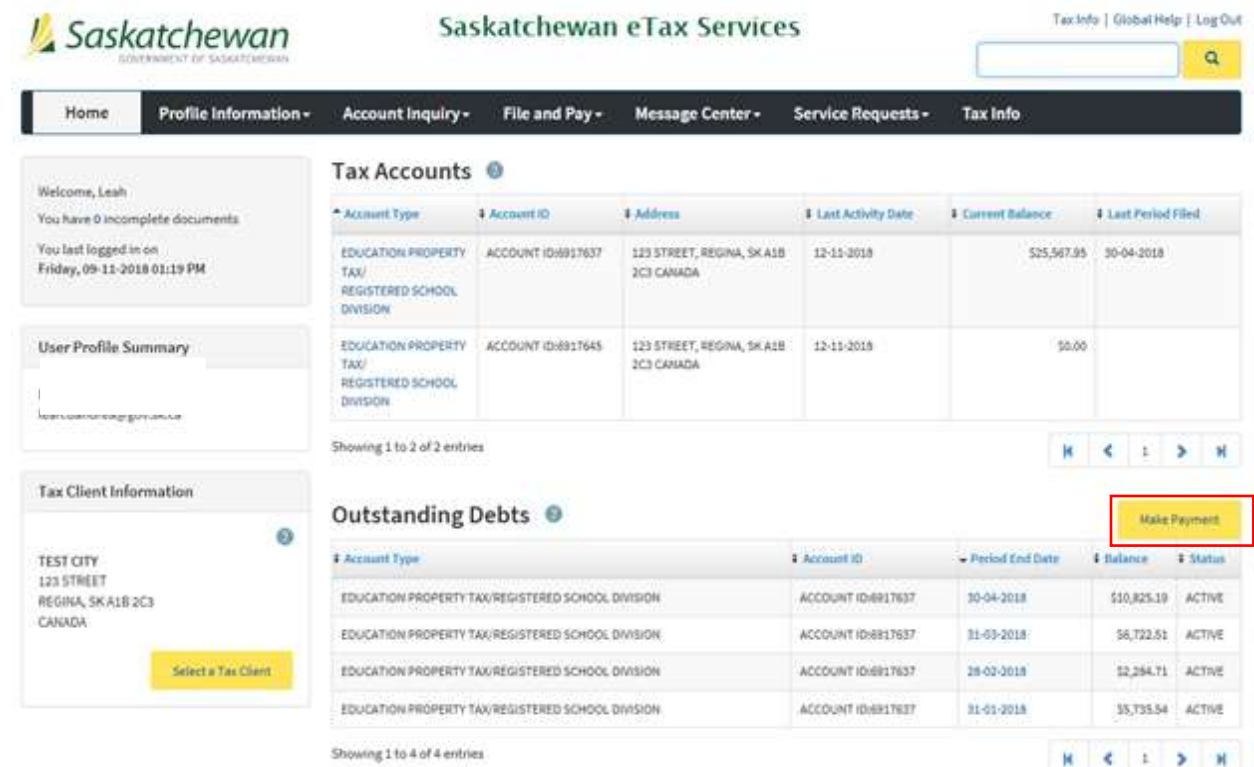 Saskatchewan
GOVERNMENT OF SASKATCHEWAN
Saskatchewan eTax Services
Tax Info | Global Help | Log Out
Home Profile Information Account Inquiry File and Pay Message Center Service Requests Tax Info
Welcome, Leah
You have 0 incomplete documents
You last logged in on
Friday, 09-11-2018 01:19 PM
User Profile Summary
Tax Client Information
TEST CITY
123 STREET
REGINA, SK A1B 2C3
CANADA
Select a Tax Client
Tax Accounts
Account Type Account ID Address Last Activity Date Current Balance Last Period Filed
EDUCATION PROPERTY ACCOUNT ID:6917637 123 STREET, REGINA, SK A1B 12-11-2018 $25,567.95 30-04-2018
TAX/ 2C3 CANADA
REGISTERED SCHOOL
DIVISION
EDUCATION PROPERTY ACCOUNT ID:6917645 123 STREET, REGINA, SK A1B 12-11-2018 $0.00
TAX/ 2C3 CANADA
REGISTERED SCHOOL
DIVISION
Showing 1 to 2 of 2 entries
1
Outstanding Debts
Make Payment
Account Type Account ID Period End Date Balance Status
EDUCATION PROPERTY TAX/REGISTERED SCHOOL DIVISION ACCOUNT ID:6917637 30-04-2018 $10,825.19 ACTIVE
EDUCATION PROPERTY TAX/REGISTERED SCHOOL DIVISION ACCOUNT ID:6917637 31-03-2018 $6,722.51 ACTIVE
EDUCATION PROPERTY TAX/REGISTERED SCHOOL DIVISION ACCOUNT ID:6917637 28-02-2018 $2,284.71 ACTIVE
EDUCATION PROPERTY TAX/REGISTERED SCHOOL DIVISION ACCOUNT ID:6917637 31-01-2018 $5,735.54 ACTIVE
Showing 1 to 4 of 4 entries
1